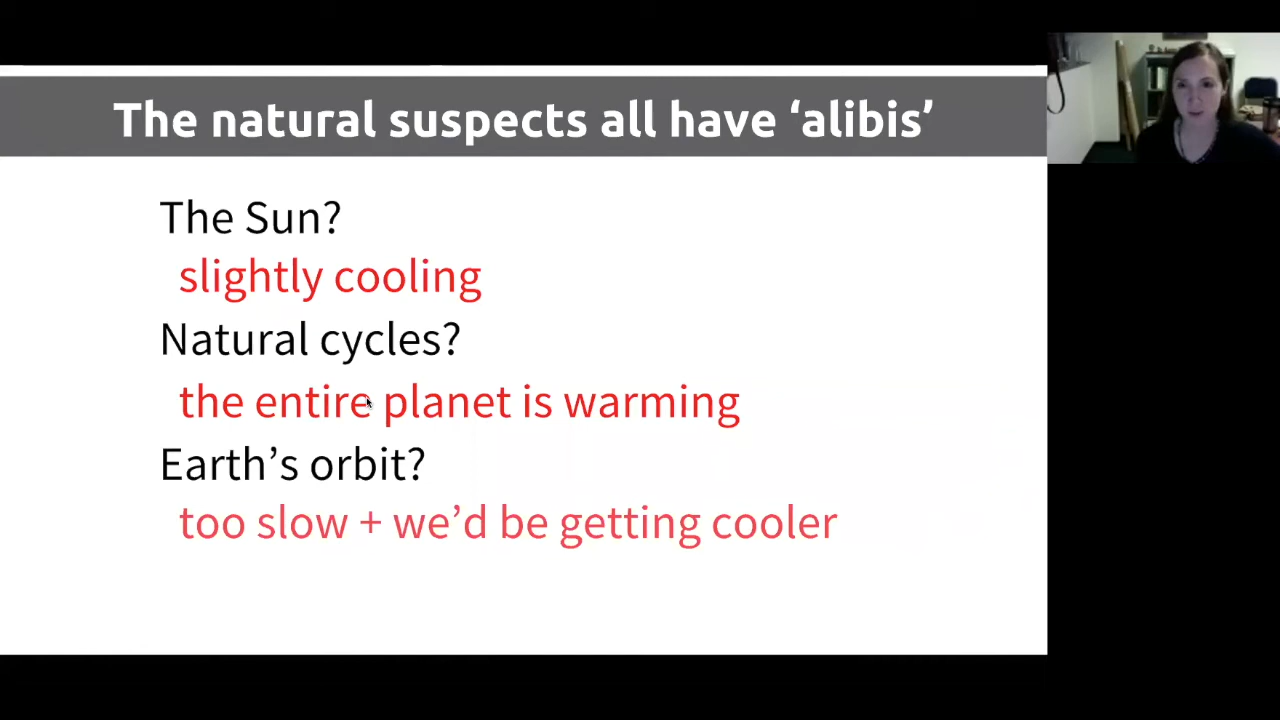 The natural suspects all have ‘alibis’
The Sun?
slightly cooling
Natural cycles?
the entire planet is warming
Earth’s orbit?
too slow + we’d be getting cooler